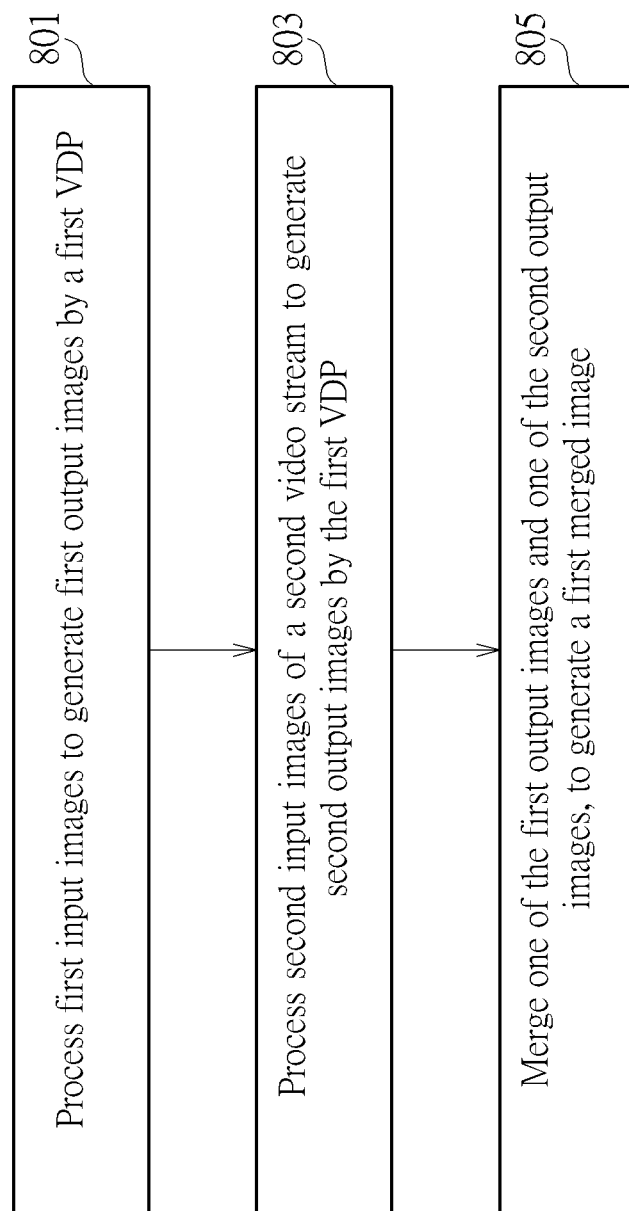 801
Process first input images to generate first output images by a first VDP
803
Process second input images of a second video stream to generate
second output images by the first VDP
805
Merge one of the first output images and one of the second output
images, to generate a first merged image